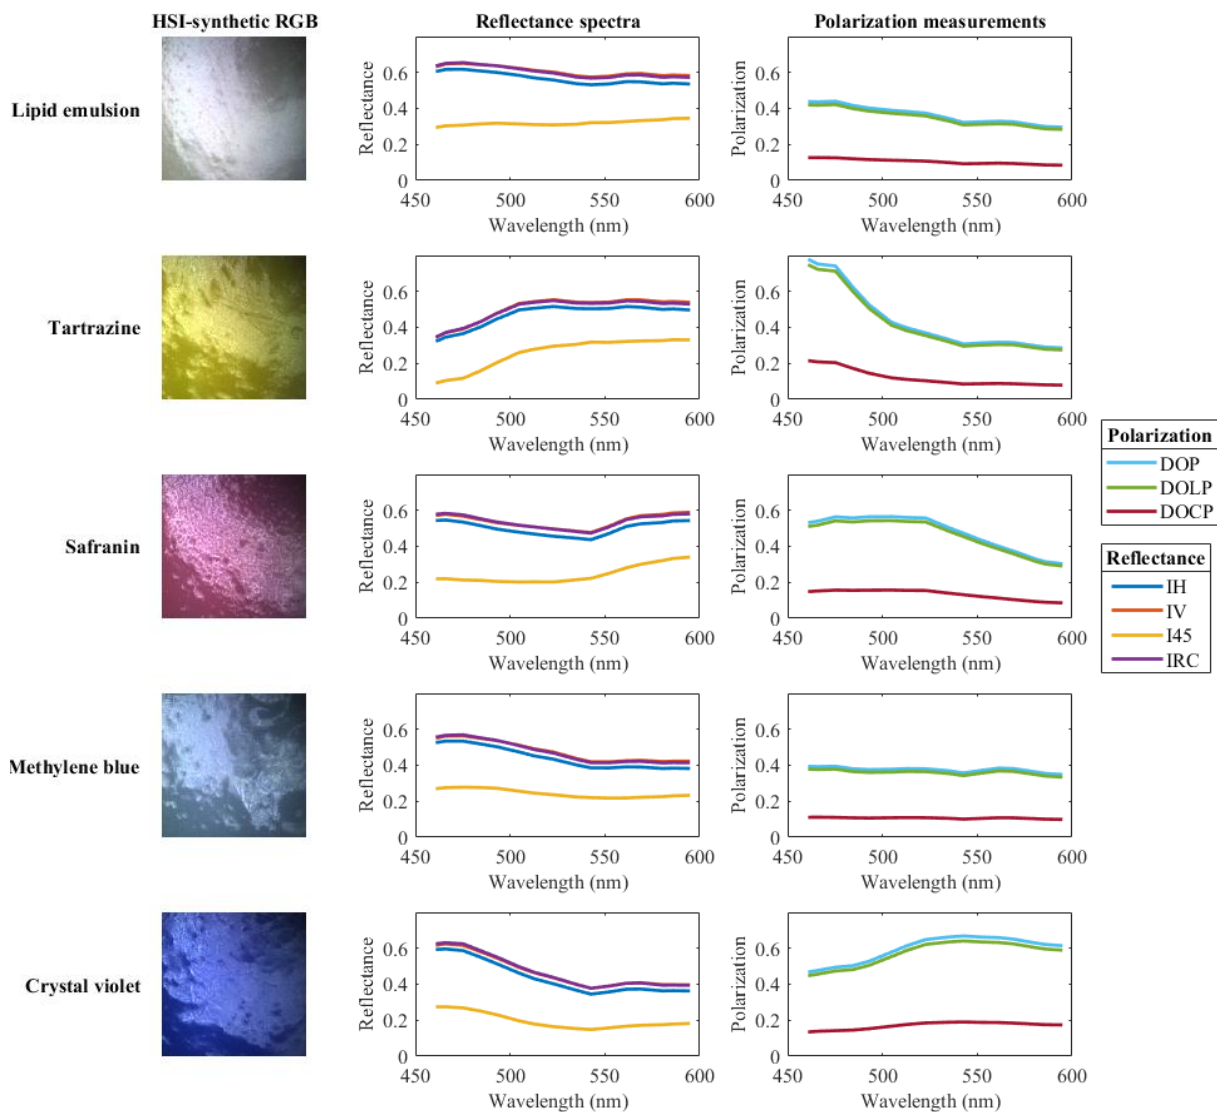 HSI-synthetic RGB
Reflectance spectra
Polarization measurements
Lipid emulsion
Reflectance
0.6
0.4
0.2
0
450 500 550 600
Wavelength (nm)
Polarization
0.6
0.4
0.2
0
450 500 550 600
Wavelength (nm)
Tartrazine
Reflectance
0.6
0.4
0.2
0
450 500 550 600
Wavelength (nm)
Polarization
0.6
0.4
0.2
0
450 500 550 600
Wavelength (nm)
Safranin
Reflectance
0.6
0.4
0.2
0
450 500 550 600
Wavelength (nm)
Polarization
0.6
0.4
0.2
0
450 500 550 600
Wavelength (nm)
Methylene blue
Reflectance
0.6
0.4
0.2
0
450 500 550 600
Wavelength (nm)
Polarization
0.6
0.4
0.2
0
450 500 550 600
Wavelength (nm)
Crystal violet
Reflectance
0.6
0.4
0.2
0
450 500 550 600
Wavelength (nm)
Polarization
0.6
0.4
0.2
0
450 500 550 600
Wavelength (nm)
Polarization
DOP
DOLP
DOCP
Reflectance
IH
IV
I45
IRC